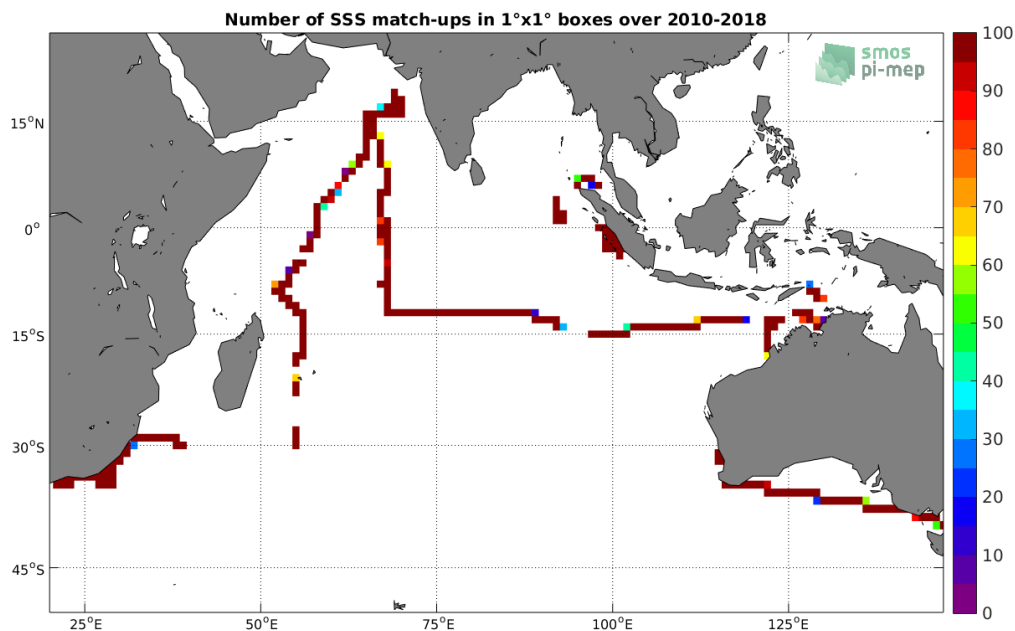 Number of SSS match-ups in 1°x1° boxes over 2010-2018
smos
pi-mep
100
90
80
70
60
50
40
30
20
10
0
15°N
0°
15°S
30°S
45°S
25°E
50°E
75°E
100°E
125°E